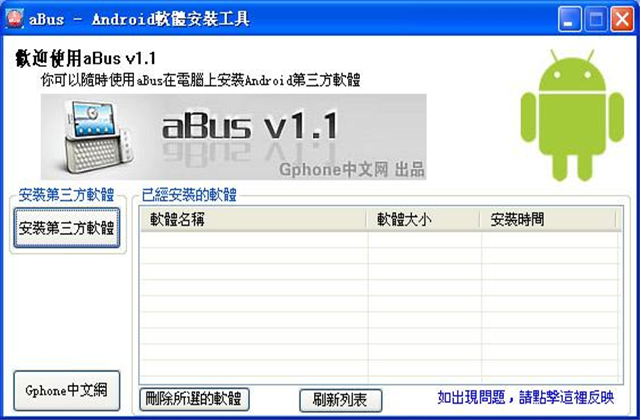 aBus - Android軟體安裝工具
歡迎使用aBus v1.1
你可以隨時使用aBus在電腦上安裝Android第三方軟體
aBus v1.1
Gphone中文网 出品
安裝第三方軟體
安裝第三方軟體
已經安裝的軟體
軟體名稱 軟體大小 安裝時間
Gphone中文網
刪除所選的軟體
刷新列表
如出現問題，請點擊這裡反映